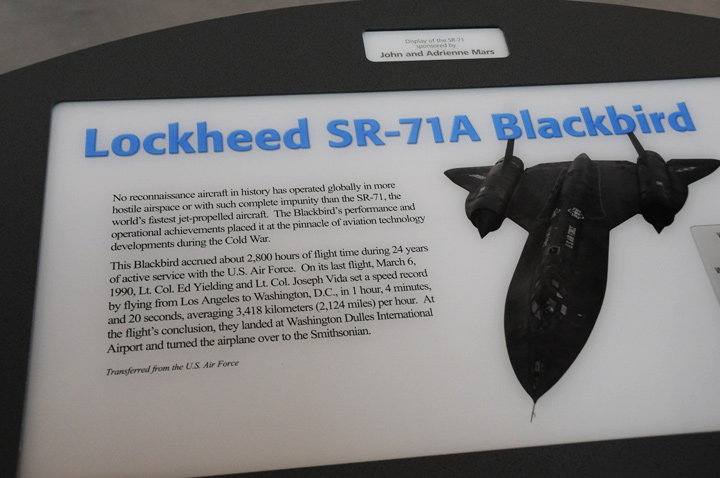 Display of the SR-71
sponsored by
John and Adrienne Mars
Lockheed SR-71A Blackbird
No reconnaissance aircraft in history has operated globally in more
hostile airspace or with such complete impunity than the SR-71, the
world's fastest jet-propelled aircraft. The Blackbird's performance and
operational achievements placed it at the pinnacle of aviation technology
developments during the Cold War.
This Blackbird accrued about 2,800 hours of flight time during 24 years
of active service with the U.S. Air Force. On its last flight, March 6,
1990, Lt. Col. Ed Yielding and Lt. Col. Joseph Vida set a speed record
by flying from Los Angeles to Washington, D.C., in 1 hour, 4 minutes,
and 20 seconds, averaging 3,418 kilometers (2,124 miles) per hour. At
the flight's conclusion, they landed at Washington Dulles International
Airport and turned the airplane over to the Smithsonian.
Transferred from the U.S. Air Force